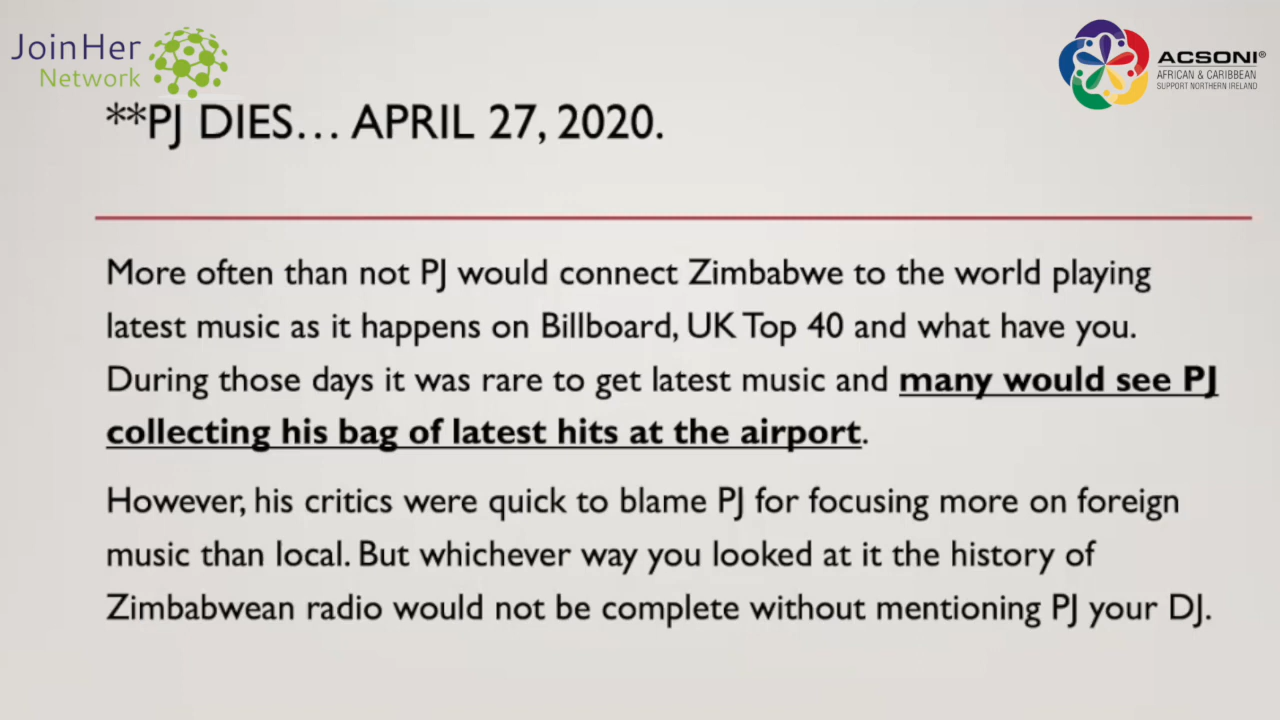 JoinHer
Network
ACSONI®
AFRICAN & CARIBBEAN
SUPPORT NORTHERN IRELAND
**PJ DIES… APRIL 27, 2020.
More often than not PJ would connect Zimbabwe to the world playing
latest music as it happens on Billboard, UK Top 40 and what have you.
During those days it was rare to get latest music and many would see PJ
collecting his bag of latest hits at the airport.
However, his critics were quick to blame PJ for focusing more on foreign
music than local. But whichever way you looked at it the history of
Zimbabwean radio would not be complete without mentioning PJ your DJ.